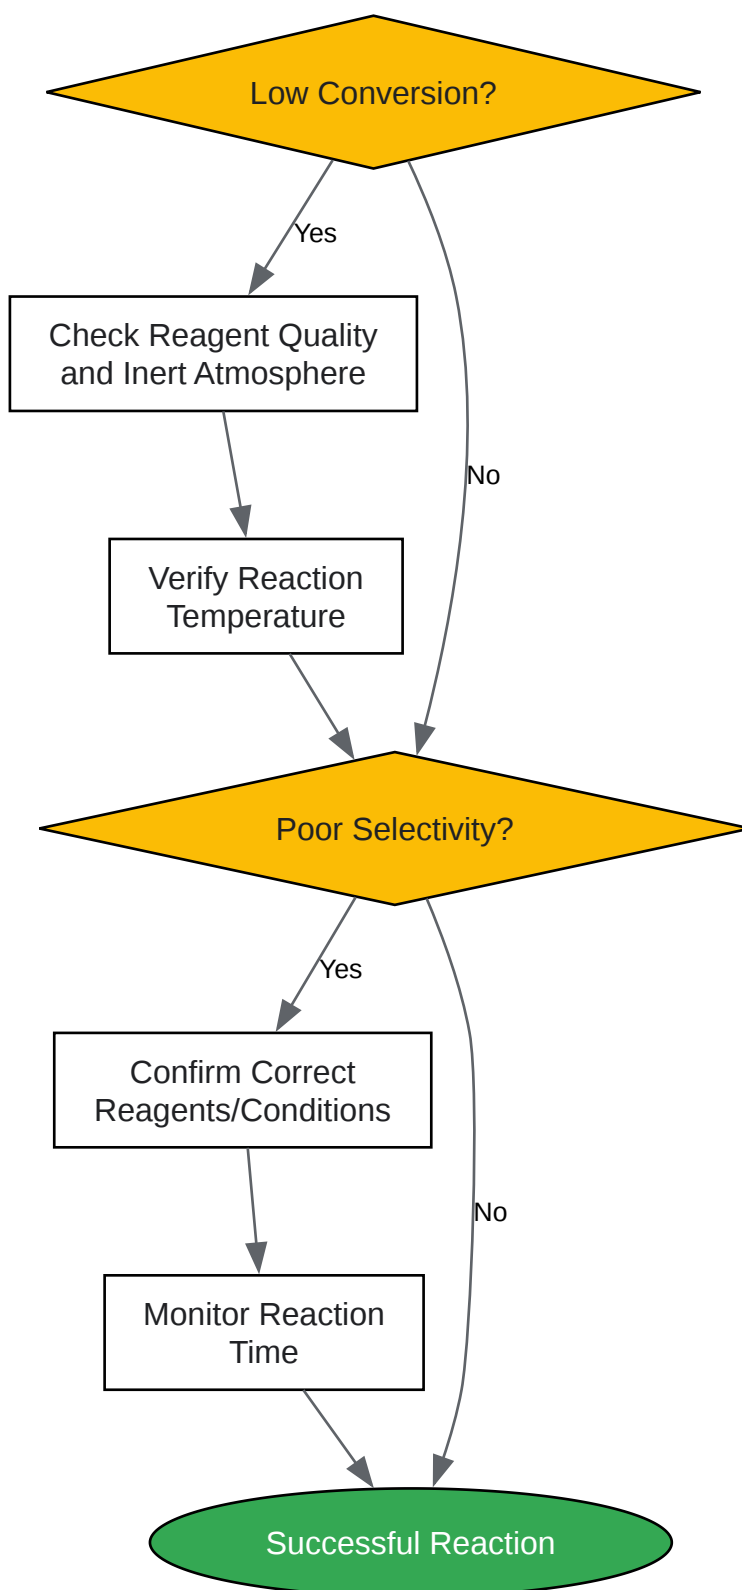 Low Conversion?
Yes
Check Reagent Quality
and Inert Atmosphere
No
Verify Reaction
Temperature
Poor Selectivity?
Yes
Confirm Correct
Reagents/Conditions
No
Monitor Reaction
Time
Successful Reaction